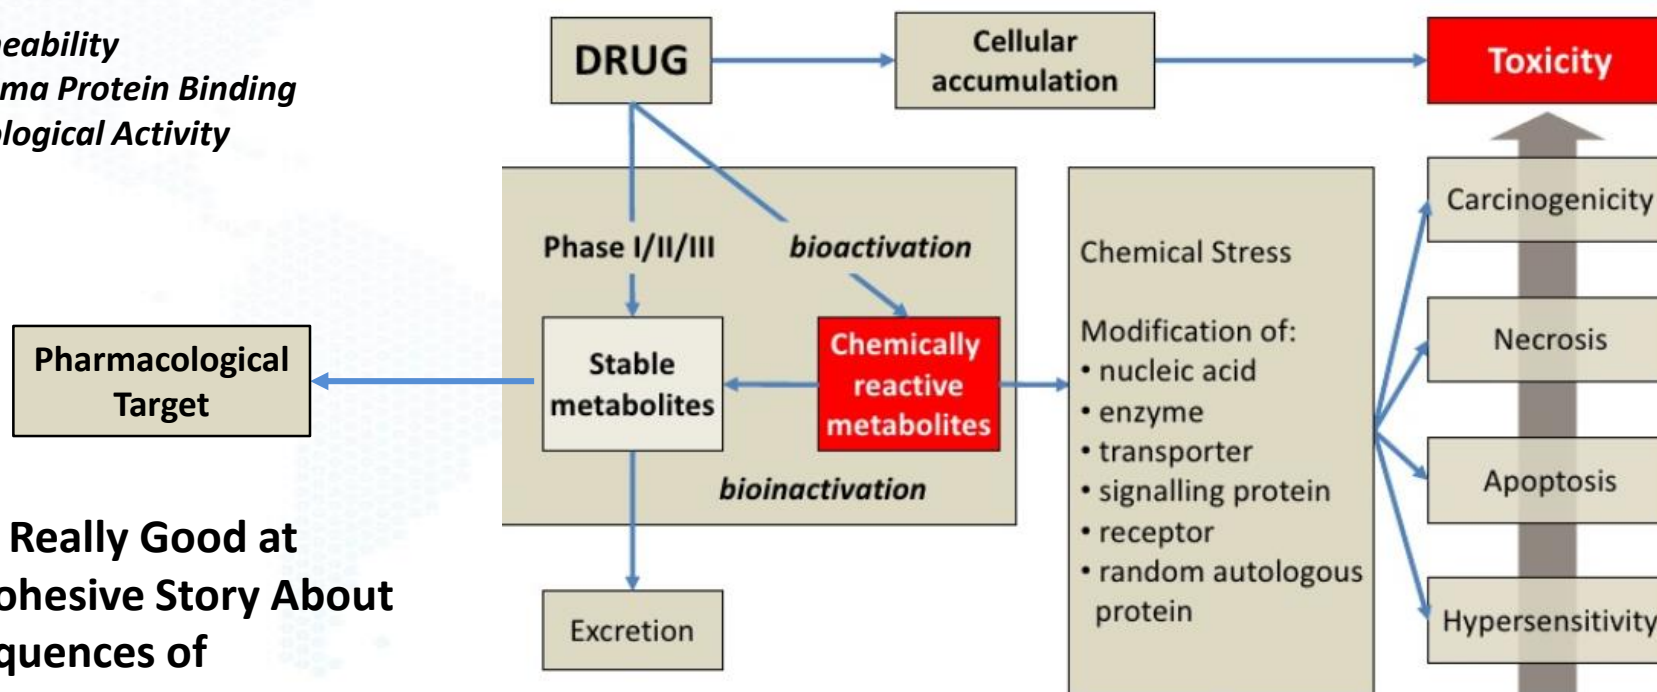 eability
ma Protein Binding
logical Activity
DRUG
Cellular
accumulation
Toxicity
Phase I/II/III
bioactivation
Stable
metabolites
Chemically
reactive
metabolites
bioinactivation
Pharmacological
Target
Excretion
Chemical Stress
Modification of:
• nucleic acid
• enzyme
• transporter
• signalling protein
• receptor
• random autologous
protein
Carcinogenicity
Necrosis
Apoptosis
Hypersensitivity
Really Good at
ohesive Story About
quences of